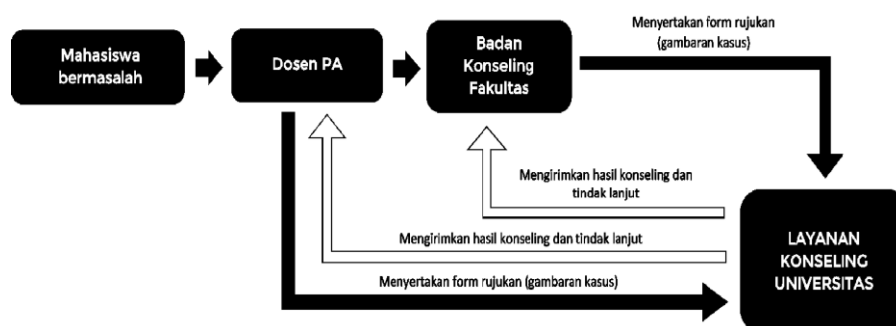 Mahasiswa
bermasalah
Dosen PA
Badan
Konseling
Fakultas
Menyertakan form rujukan
(gambaran kasus)
Mengirimkan hasil konseling dan
tindak lanjut
Mengirimkan hasil konseling dan tindak lanjut
Menyertakan form rujukan (gambaran kasus)
LAYANAN
KONSELING
UNIVERSITAS